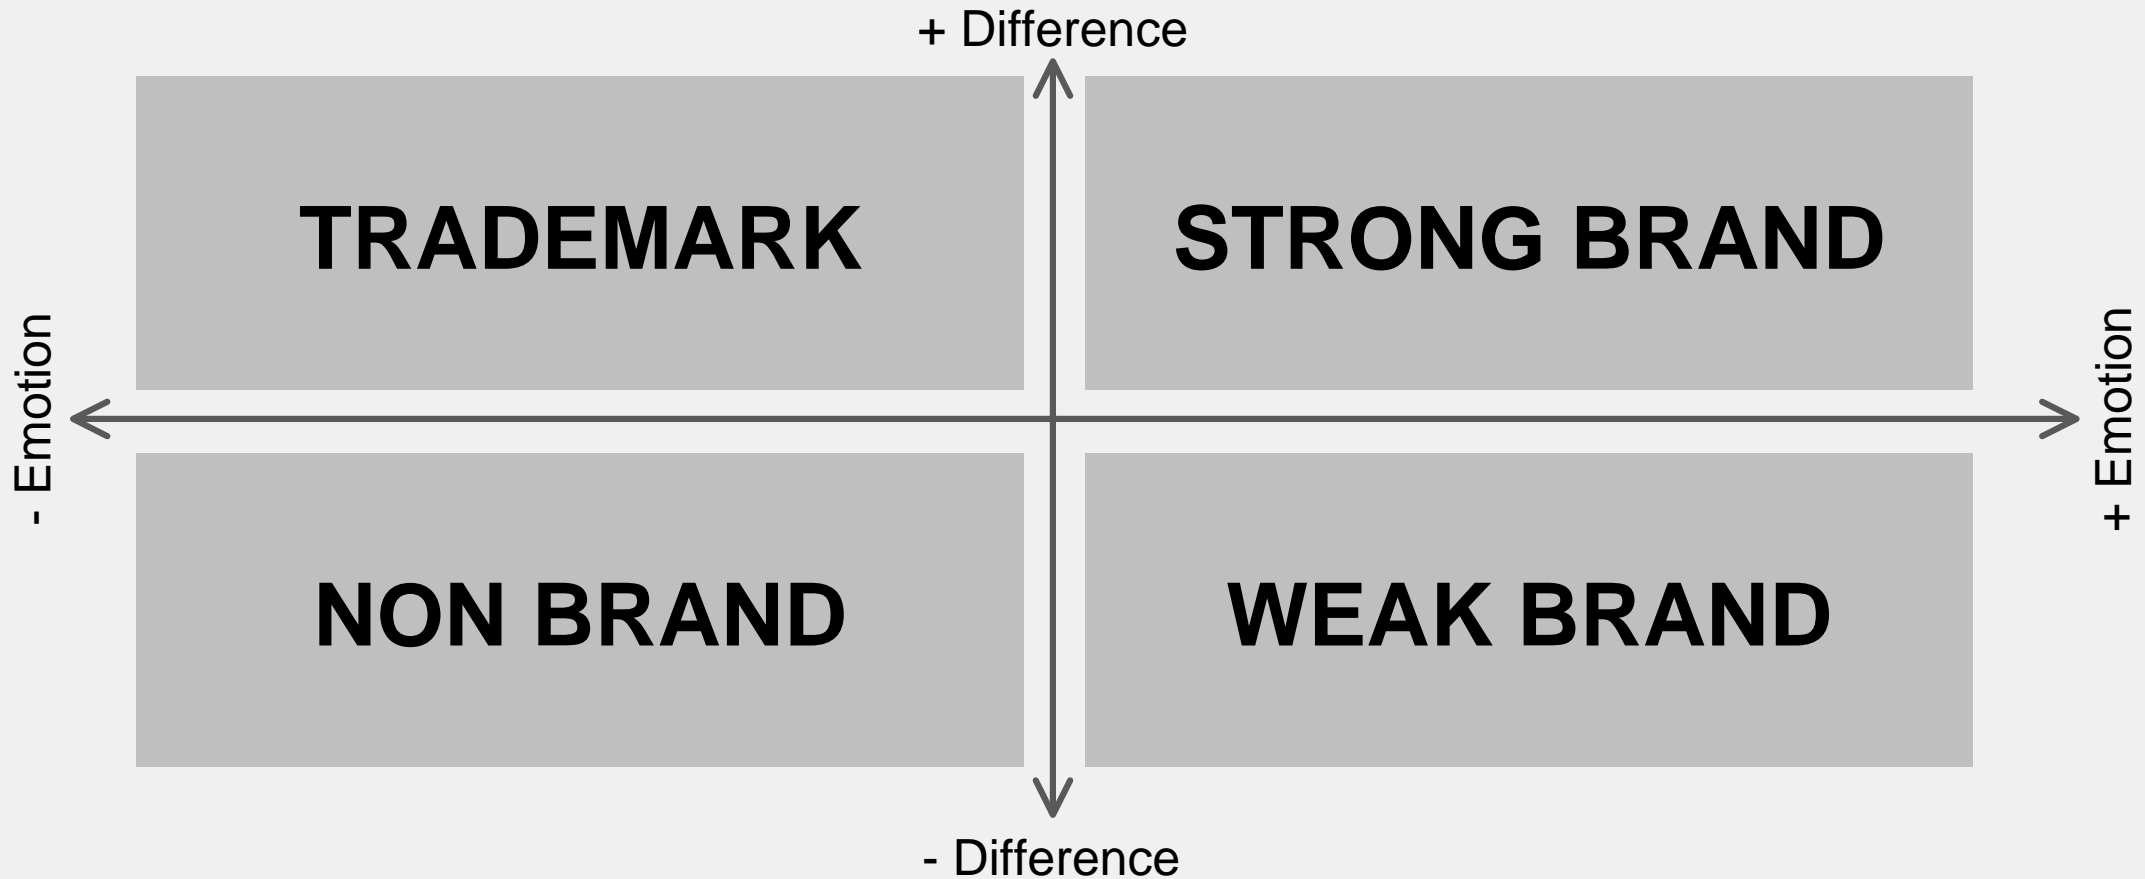 + Difference
TRADEMARK
STRONG BRAND
- Emotion
+ Emotion
NON BRAND
WEAK BRAND
- Difference